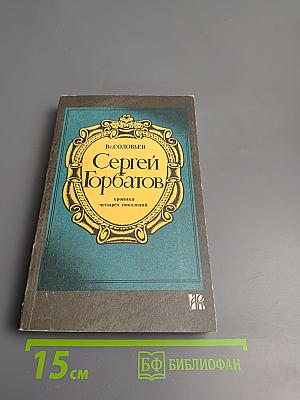 Вс.СОЛОВЬЕВ
Сергей
Горбатов
хроника
четырех поколений
15 см
БФ БИБЛИОФАН